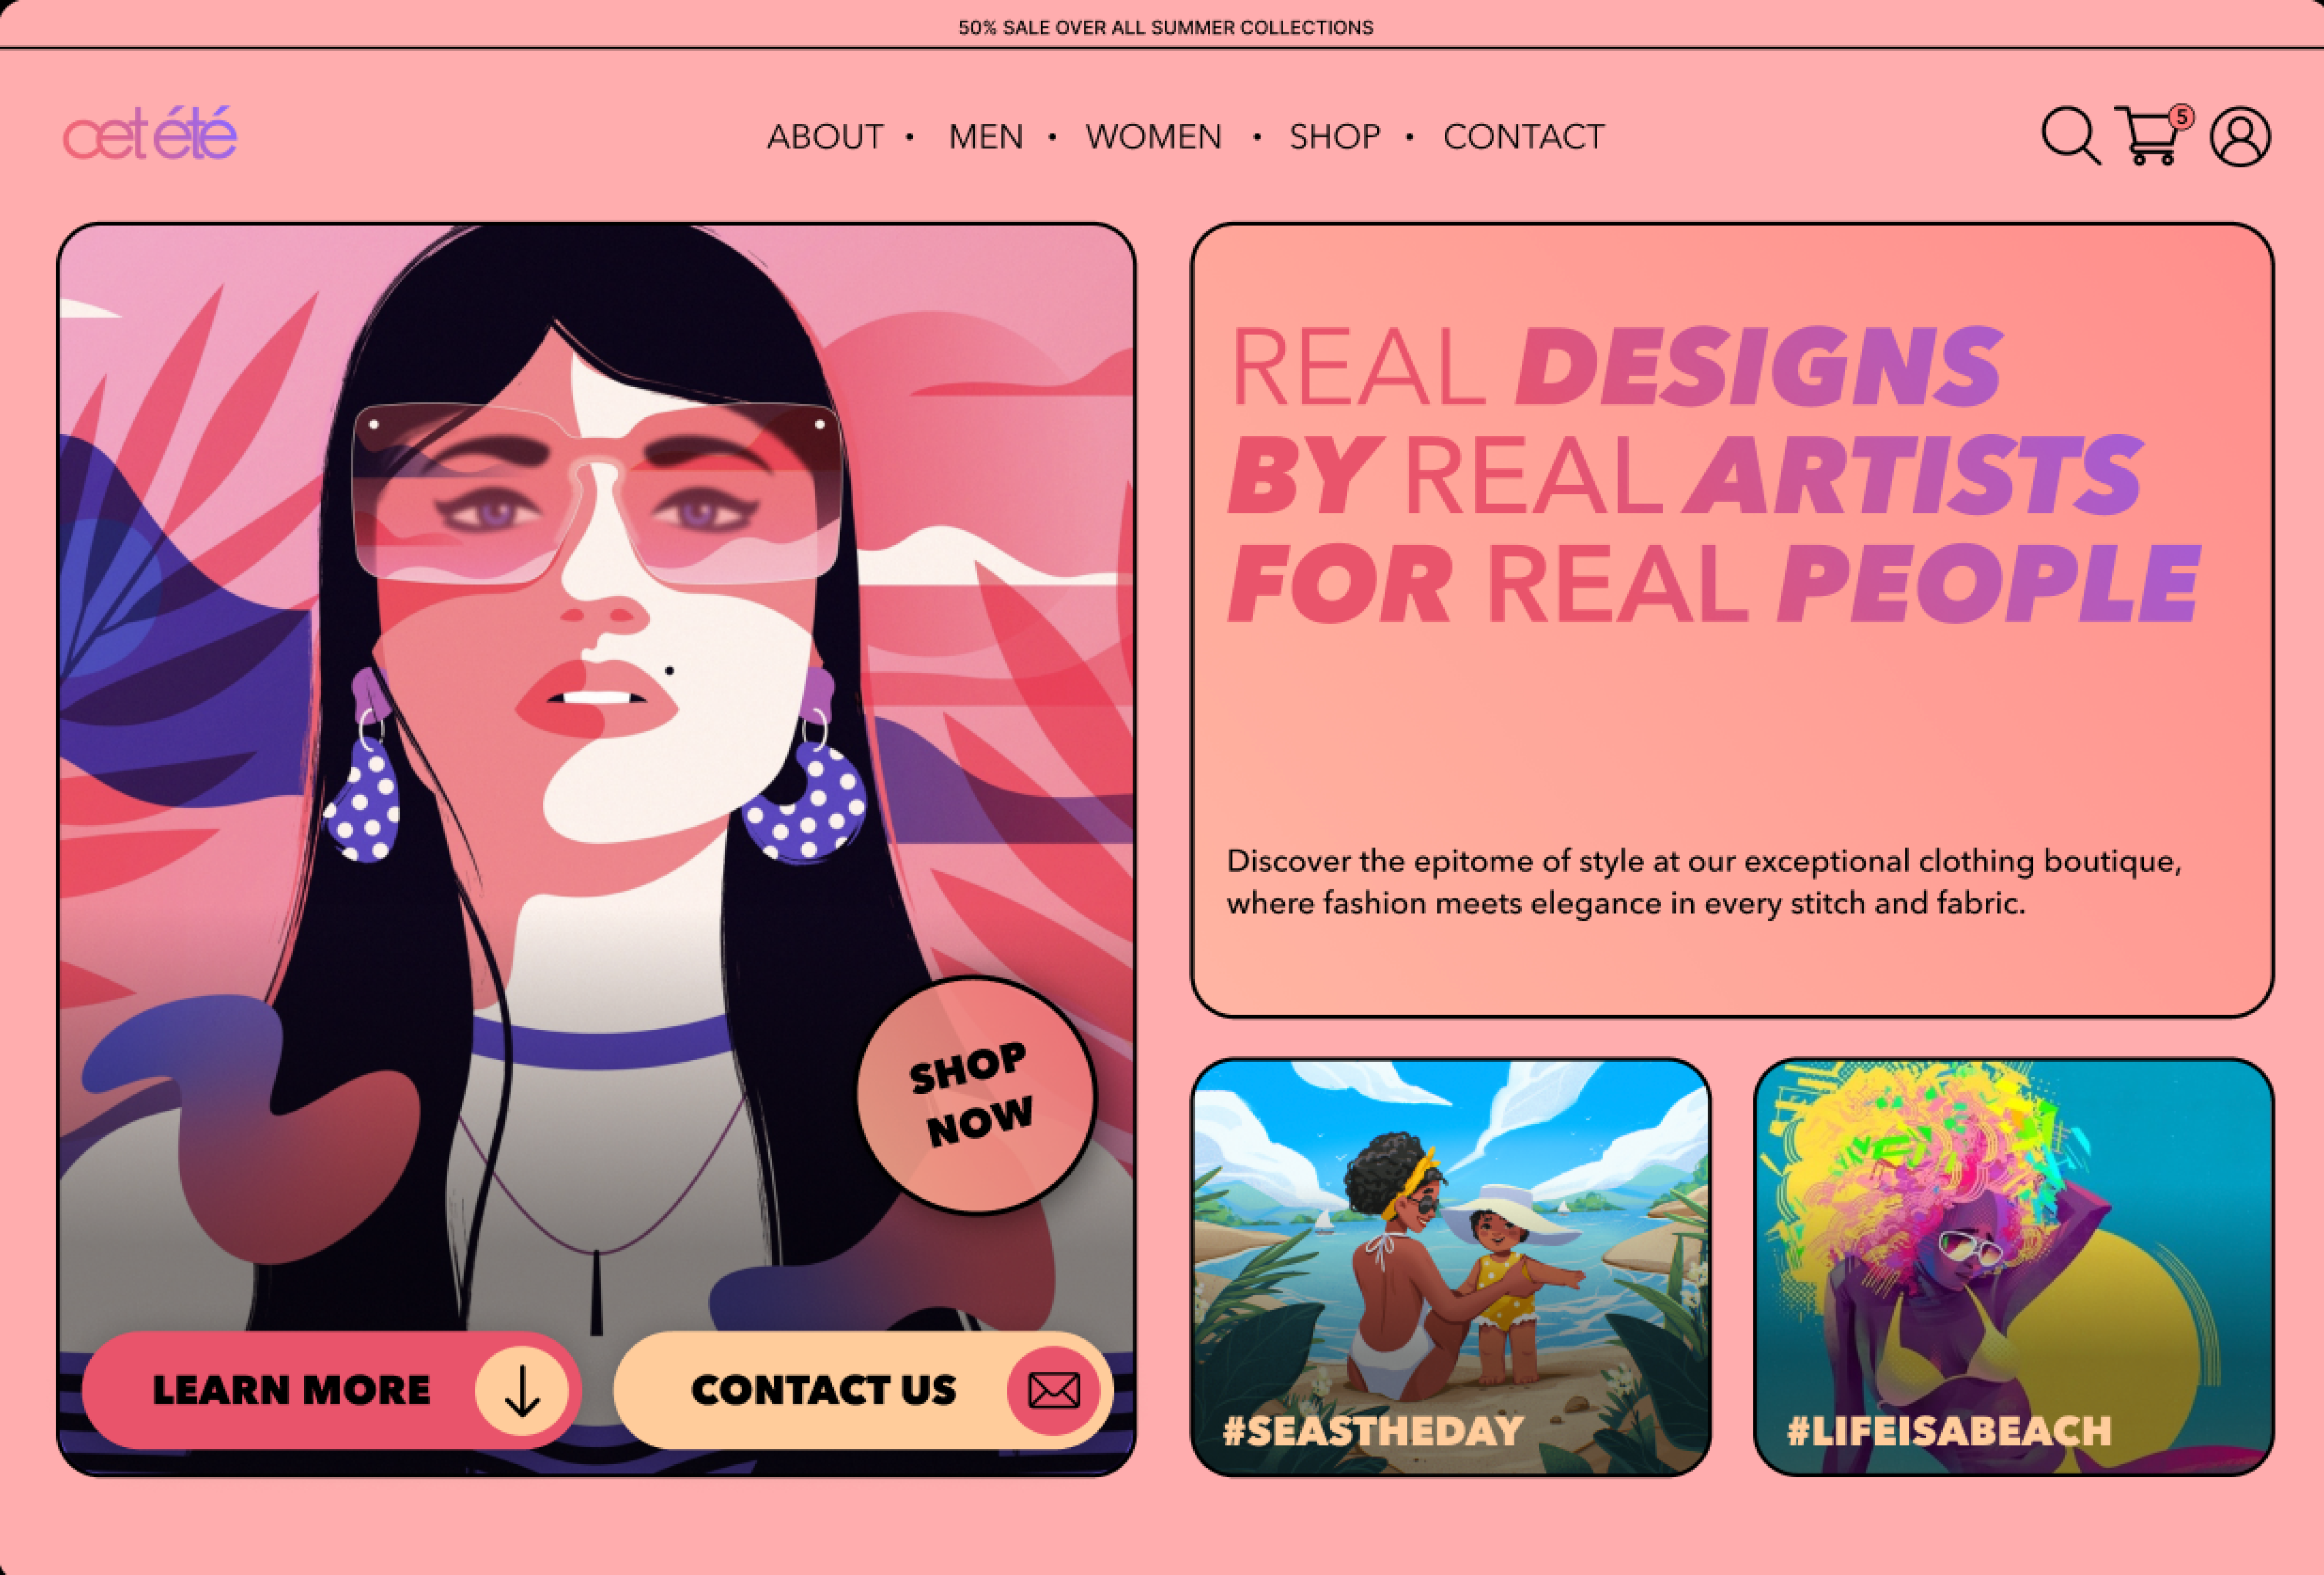 50% SALE OVER ALL SUMMER COLLECTIONS
cet été
ABOUT • MEN • WOMEN • SHOP • CONTACT
5
REAL DESIGNS
BY REAL ARTISTS
FOR REAL PEOPLE
Discover the epitome of style at our exceptional clothing boutique,
where fashion meets elegance in every stitch and fabric.
SHOP
NOW
LEARN MORE
CONTACT US
#SEASTHEDAY
#LIFEISABEACH